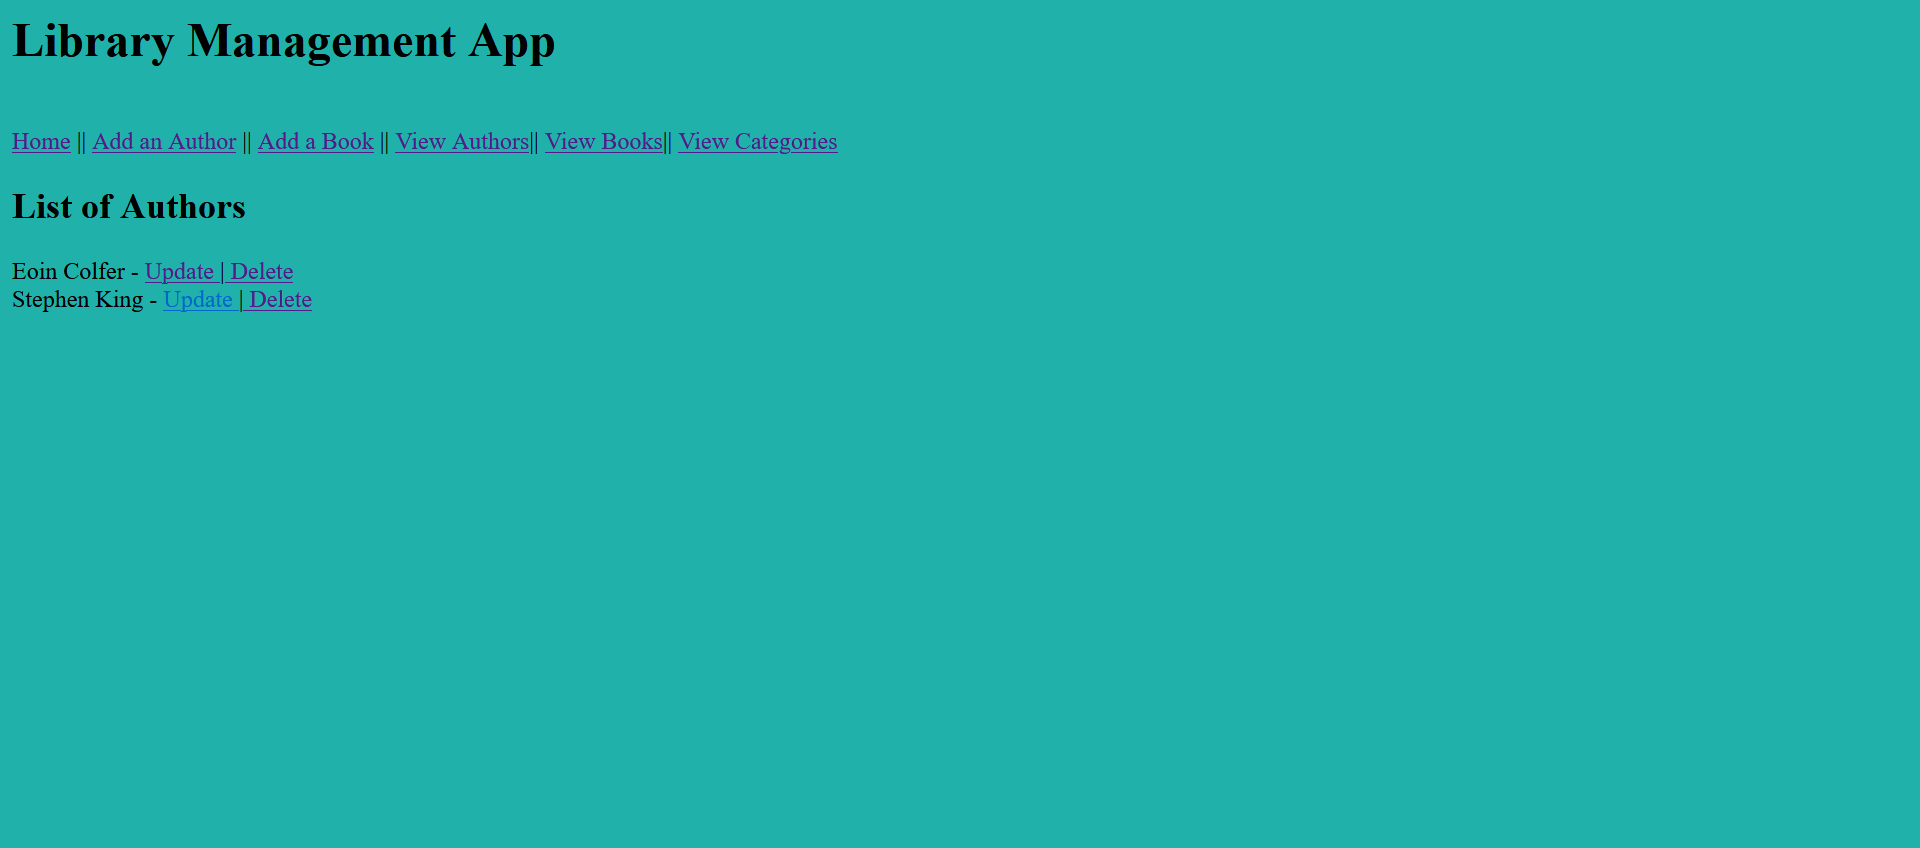 Library Management App
Home || Add an Author || Add a Book || View Authors|| View Books|| View Categories
List of Authors
Eoin Colfer - Update | Delete
Stephen King - Update | Delete